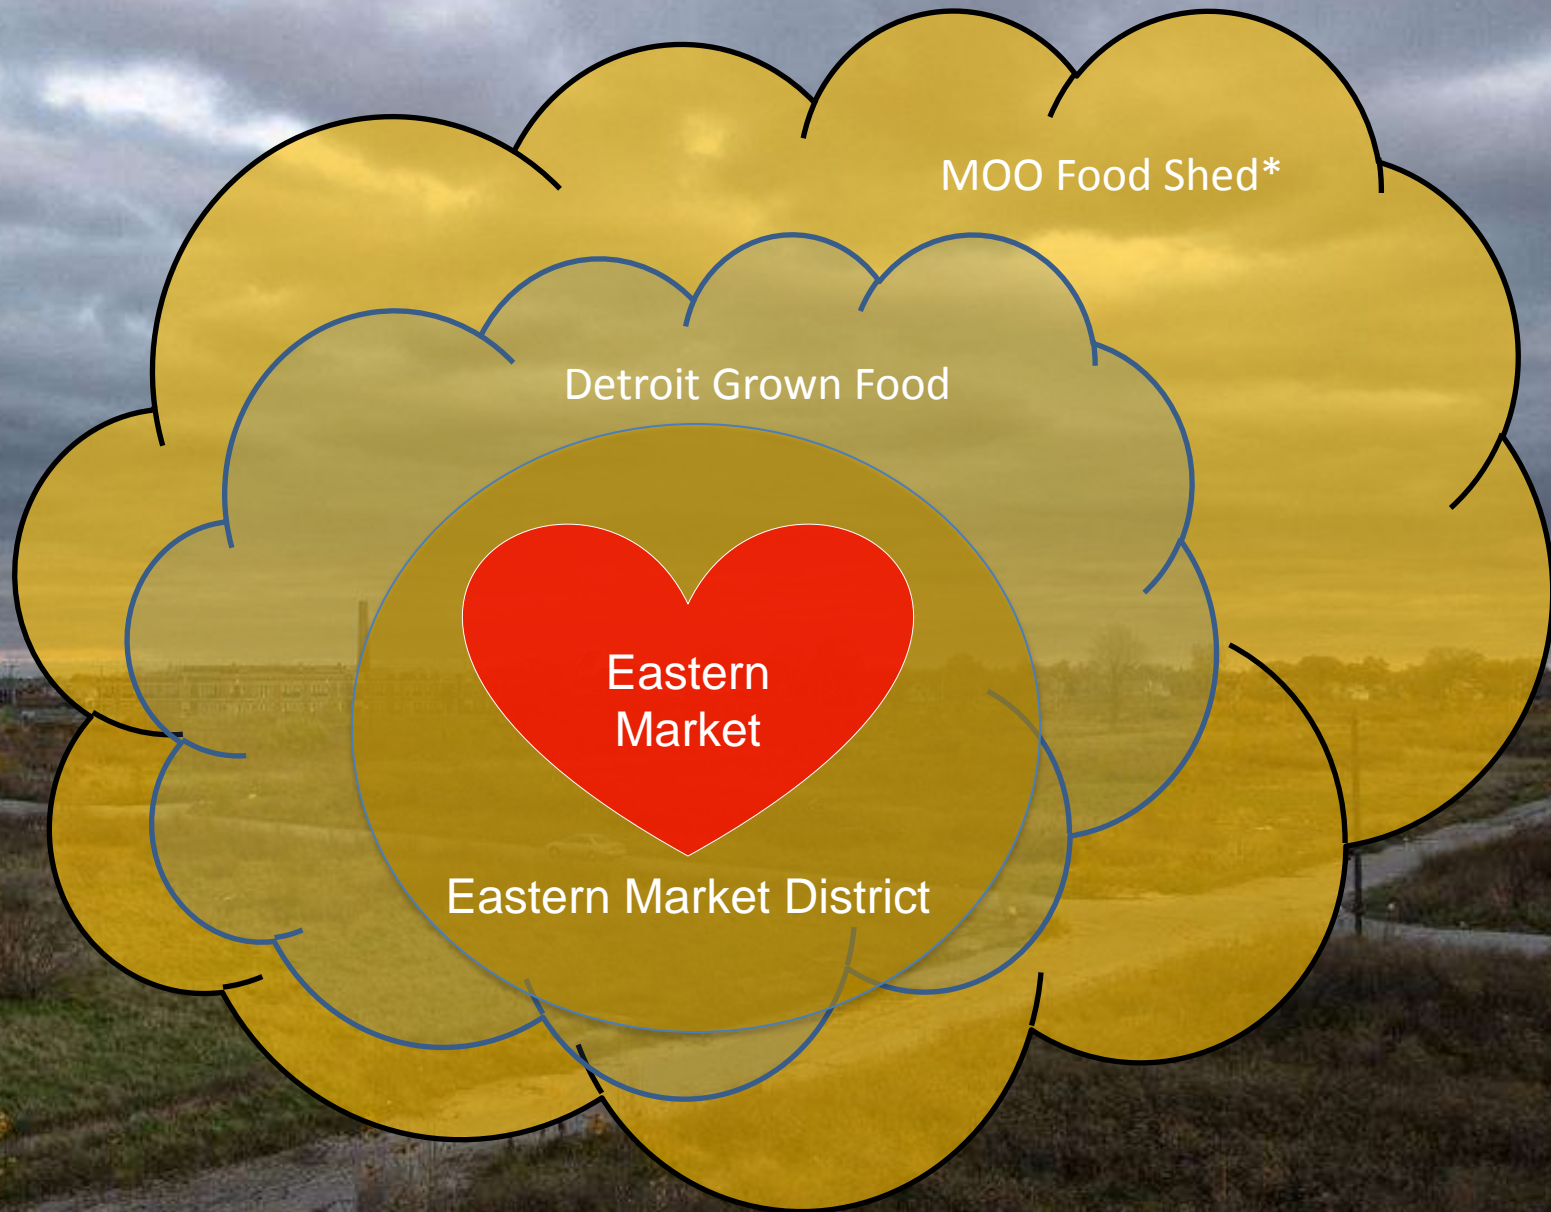 MOO Food Shed*
Detroit Grown Food
Eastern
Market
Eastern Market District